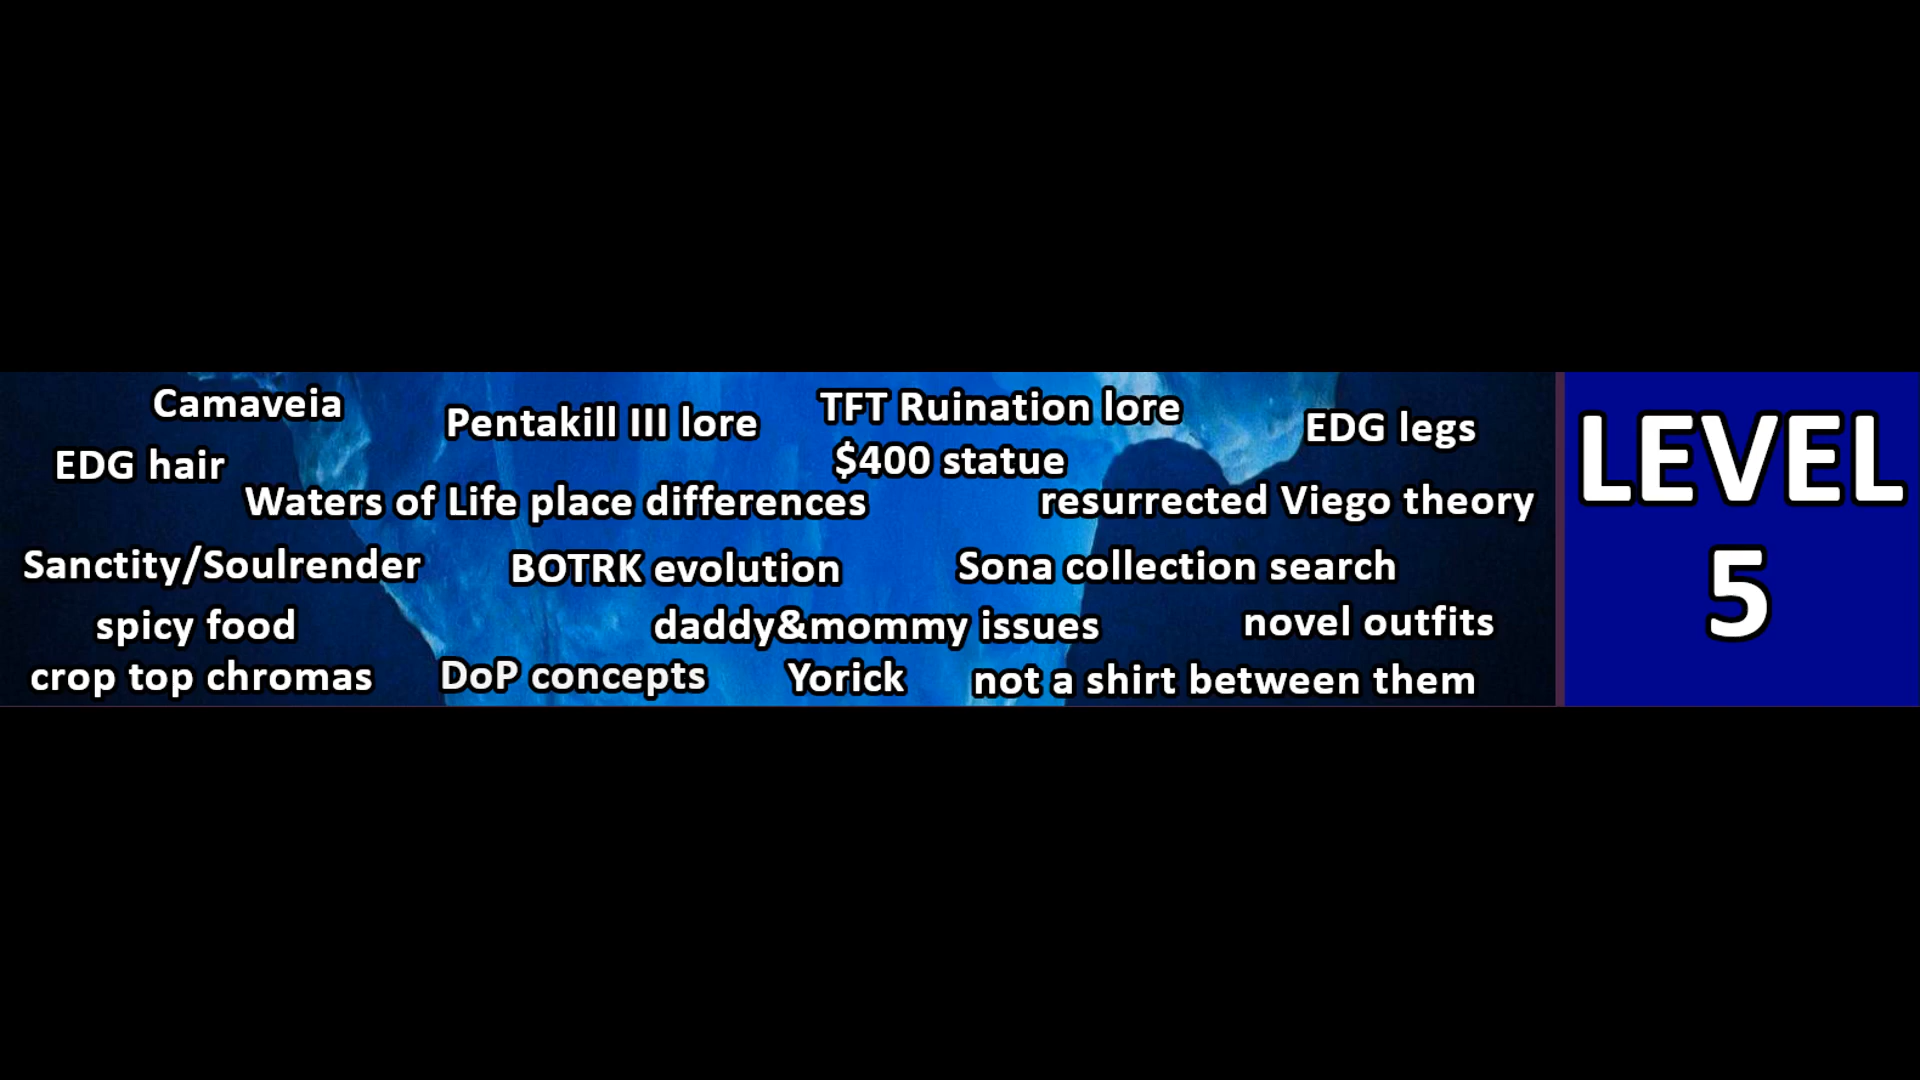 Camaveia
Pentakill III lore
TFT Ruination lore
EDG legs
EDG hair
$400 statue
Waters of Life place differences
resurrected Viego theory
Sanctity/Soulrender
BOTRK evolution
Sona collection search
spicy food
daddy&mommy issues
novel outfits
crop top chromas
DoP concepts
Yorick
not a shirt between them
LEVEL
5